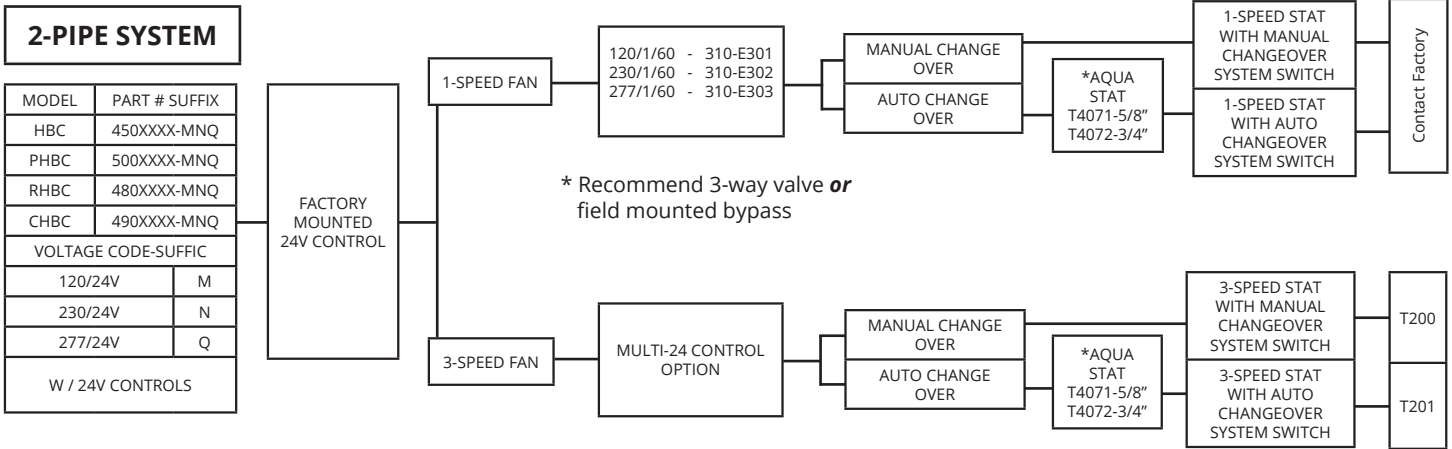 2-PIPE SYSTEM
MODEL PART # SUFFIX
HBC 450XXXX-MNQ
PHBC 500XXXX-MNQ
RHBC 480XXXX-MNQ
CHBC 490XXXX-MNQ
VOLTAGE CODE-SUFFIC
120/24V M
230/24V N
277/24V Q
W / 24V CONTROLS
FACTORY
MOUNTED
24V CONTROL
1-SPEED FAN
120/1/60 - 310-E301
230/1/60 - 310-E302
277/1/60 - 310-E303
MANUAL CHANGE
OVER
AUTO CHANGE
OVER
*AQUA
STAT
T4071-5/8”
T4072-3/4”
1-SPEED STAT
WITH MANUAL
CHANGEOVER
SYSTEM SWITCH
1-SPEED STAT
WITH AUTO
CHANGEOVER
SYSTEM SWITCH
Contact Factory
* Recommend 3-way valve or
field mounted bypass
3-SPEED FAN
MULTI-24 CONTROL
OPTION
MANUAL CHANGE
OVER
AUTO CHANGE
OVER
*AQUA
STAT
T4071-5/8”
T4072-3/4”
3-SPEED STAT
WITH MANUAL
CHANGEOVER
SYSTEM SWITCH
3-SPEED STAT
WITH AUTO
CHANGEOVER
SYSTEM SWITCH
T200
T201